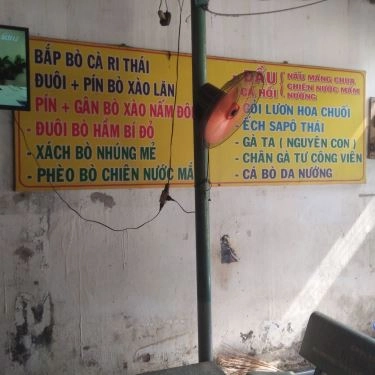 BẮP BÒ CÀ RI THÁI
ĐUÔI + PÍN BÒ XÀO LĂN
PÍN + GÂN BÒ XÀO NẤM ĐÔ
- ĐUÔI BÒ HẦM BÍ ĐỎ
- XÁCH BÒ NHÚNG MẺ
- PHÈO BÒ CHIÊN NƯỚC MẮ
ĐẦU
CÁ HỒI
NẤU MĂNG CHUA
CHIÊN NƯỚC MẮM
NƯỚNG
GỎI LƯƠN HOA CHUỐI
- ẾCH SAPÔ THÁI
- GÀ TA ( NGUYÊN CON )
- CHÂN GÀ TƯ CÔNG VIÊN
- CÁ BÒ DA NƯỚNG